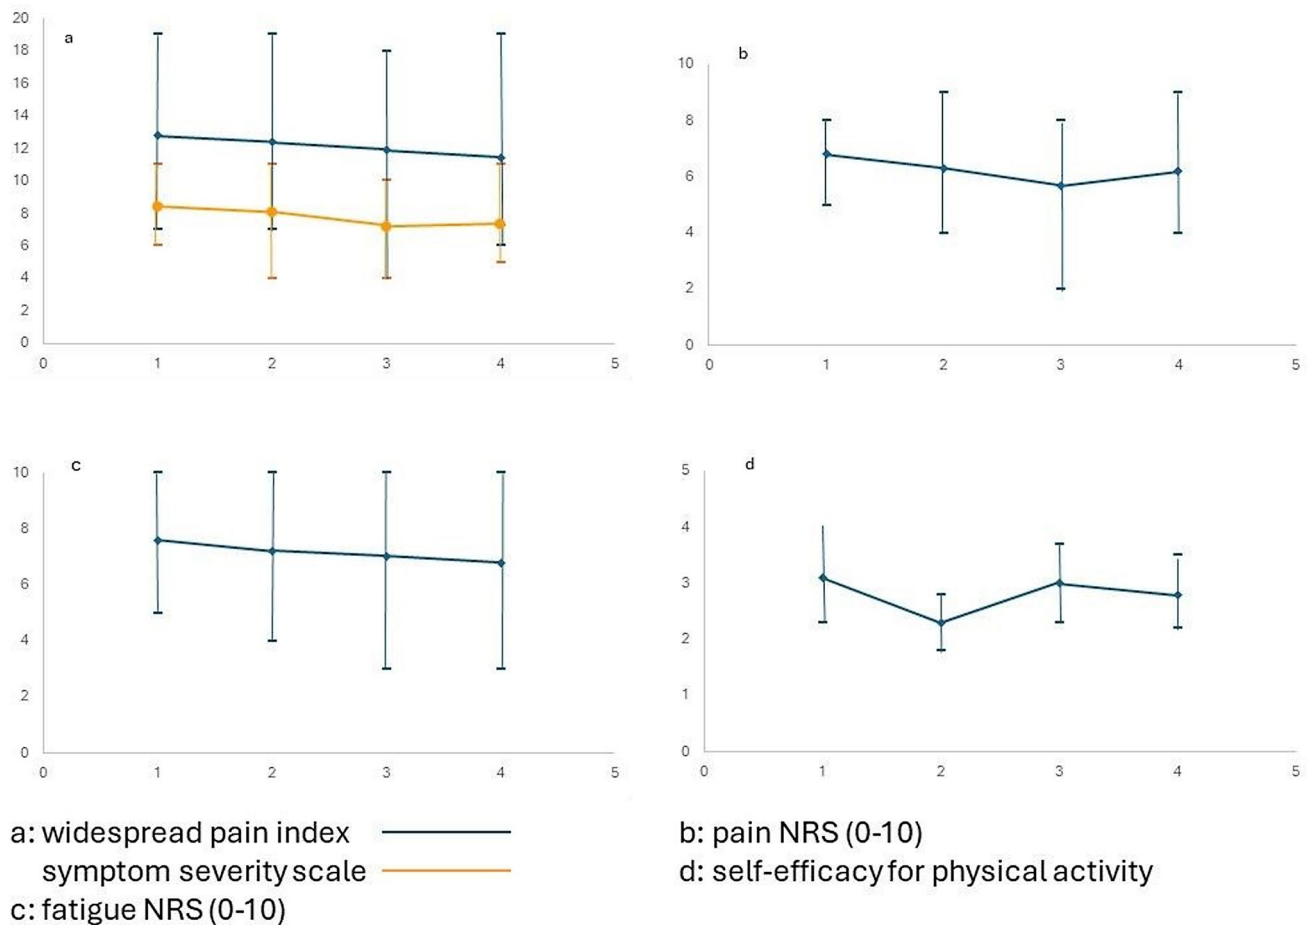 a
20
18
16
14
12
10
8
6
4
2
0
0 1 2 3 4 5
b
10
8
6
4
2
0
0 1 2 3 4 5
c
10
8
6
4
2
0
0 1 2 3 4 5
d
5
4
3
2
1
0
0 1 2 3 4 5
a: widespread pain index
symptom severity scale
c: fatigue NRS (0-10)
b: pain NRS (0-10)
d: self-efficacy for physical activity